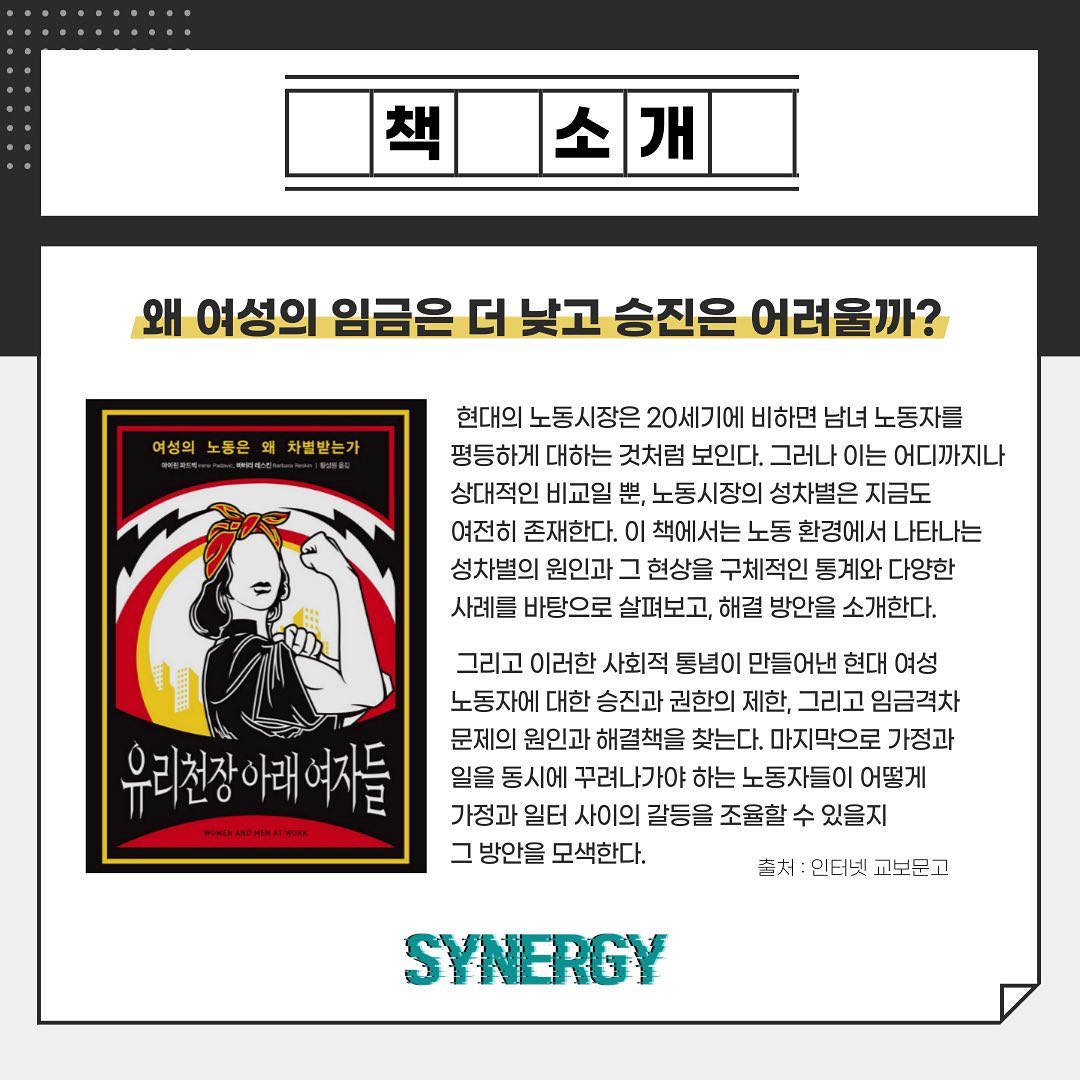 책 소개
왜 여성의 임금은 더 낮고 승진은 어려울까?
여성의 노동은 왜 차별받는가
아이린 파드빅 Irene Padavic, 바바라 레스킨 Barbara Reskin | 황성원 옮김
유리천장 아래 여자들
WOMEN AND MEN AT WORK
현대의 노동시장은 20세기에 비하면 남녀 노동자를
평등하게 대하는 것처럼 보인다. 그러나 이는 어디까지나
상대적인 비교일 뿐, 노동시장의 성차별은 지금도
여전히 존재한다. 이 책에서는 노동 환경에서 나타나는
성차별의 원인과 그 현상을 구체적인 통계와 다양한
사례를 바탕으로 살펴보고, 해결 방안을 소개한다.
그리고 이러한 사회적 통념이 만들어낸 현대 여성
노동자에 대한 승진과 권한의 제한, 그리고 임금격차
문제의 원인과 해결책을 찾는다. 마지막으로 가정과
일을 동시에 꾸려나가야 하는 노동자들이 어떻게
가정과 일터 사이의 갈등을 조율할 수 있을지
그 방안을 모색한다.
출처 : 인터넷 교보문고
SYNERGY